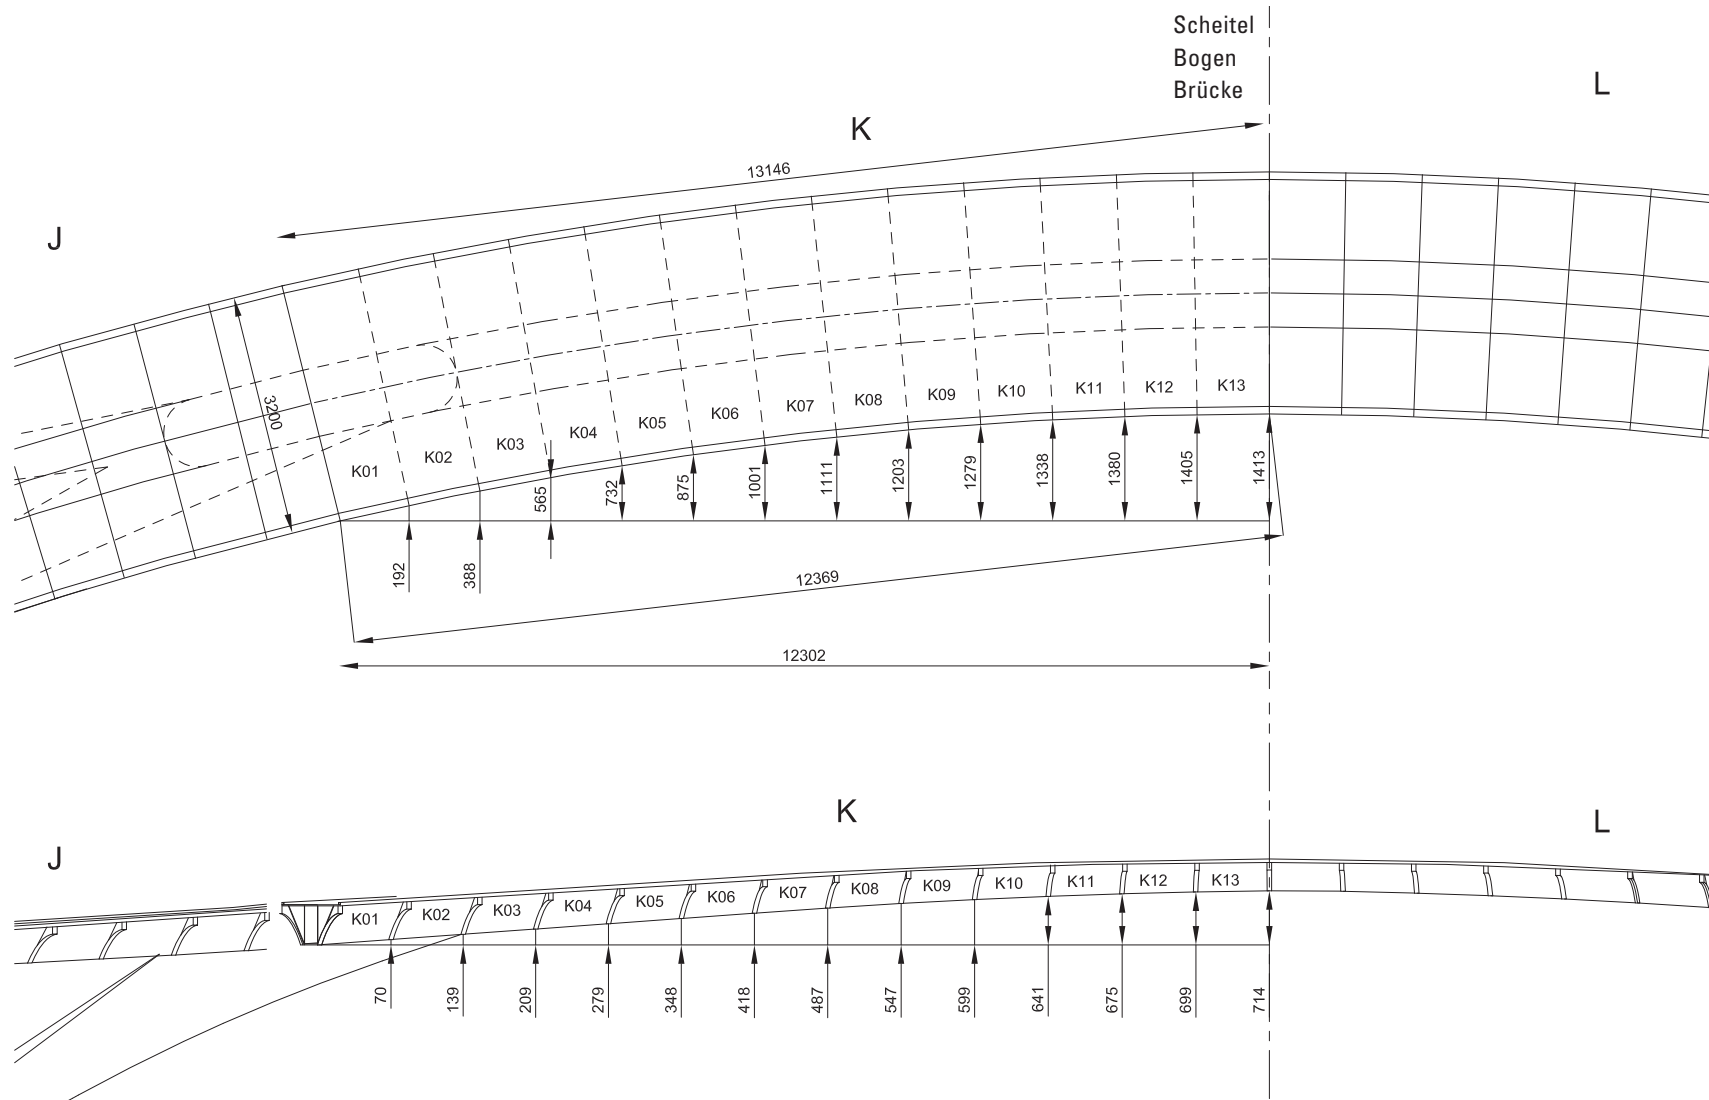 Scheitel
Bogen
Brücke
L
K
13146
J
3200
K01
K02
K03
K04
K05
K06
K07
K08
K09
K10
K11
K12
K13
192
388
565
732
875
1001
1111
1203
1279
1338
1380
1405
1413
12369
12302
K
L
J
K01
K02
K03
K04
K05
K06
K07
K08
K09
K10
K11
K12
K13
70
139
209
279
348
418
487
547
599
641
675
699
714